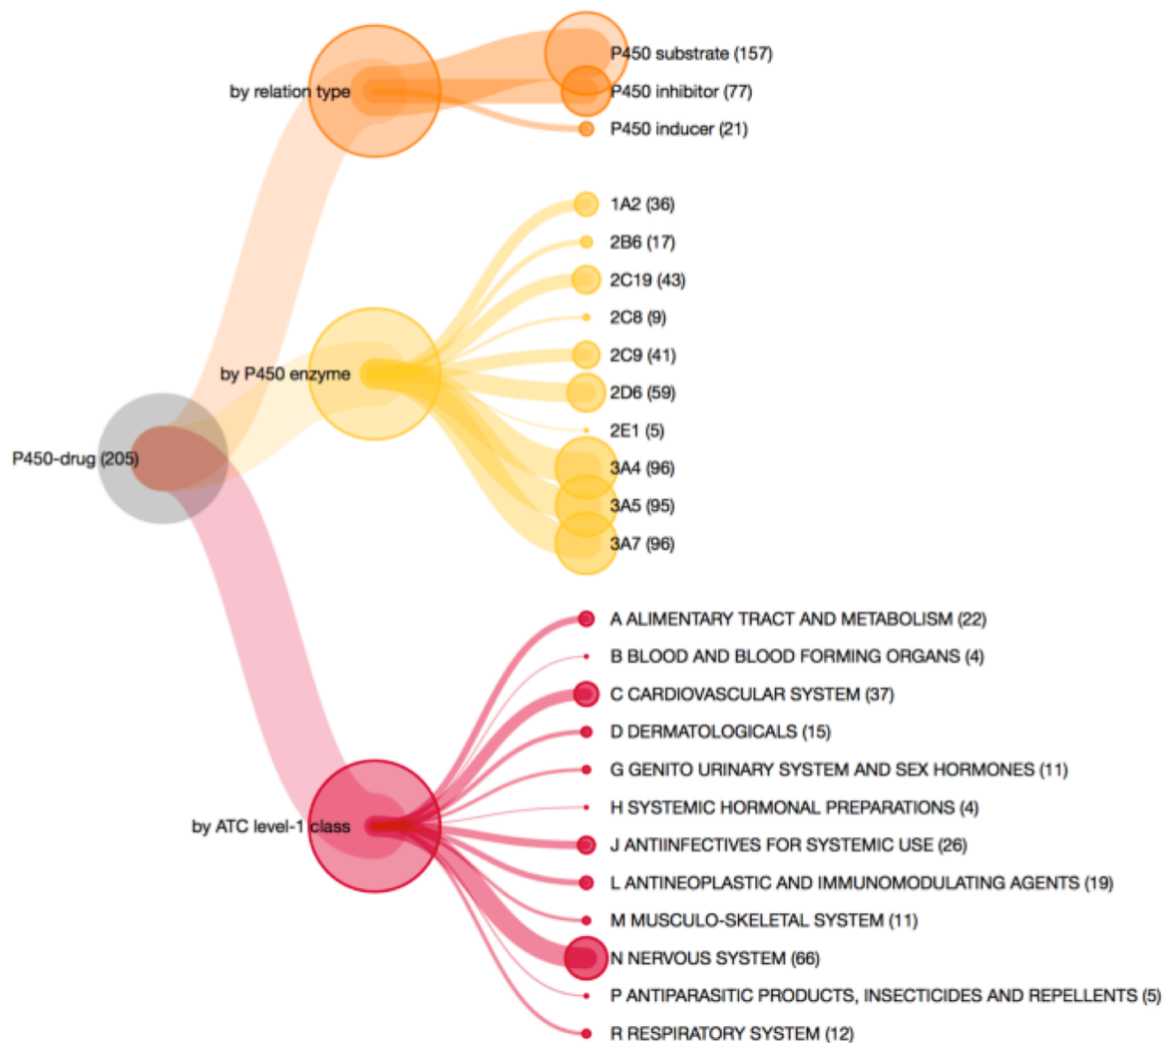 P450-drug (205)
by relation type
P450 substrate (157)
P450 inhibitor (77)
P450 inducer (21)
by P450 enzyme
1A2 (36)
2B6 (17)
2C19 (43)
2C8 (9)
2C9 (41)
2D6 (59)
2E1 (5)
3A4 (96)
3A5 (95)
3A7 (96)
by ATC level-1 class
A ALIMENTARY TRACT AND METABOLISM (22)
B BLOOD AND BLOOD FORMING ORGANS (4)
C CARDIOVASCULAR SYSTEM (37)
D DERMATOLOGICALS (15)
G GENITO URINARY SYSTEM AND SEX HORMONES (11)
H SYSTEMIC HORMONAL PREPARATIONS (4)
J ANTIINFECTIVES FOR SYSTEMIC USE (26)
L ANTINEOPLASTIC AND IMMUNOMODULATING AGENTS (19)
M MUSCULO-SKELETAL SYSTEM (11)
N NERVOUS SYSTEM (66)
P ANTIPARASITIC PRODUCTS, INSECTICIDES AND REPELLENTS (5)
R RESPIRATORY SYSTEM (12)